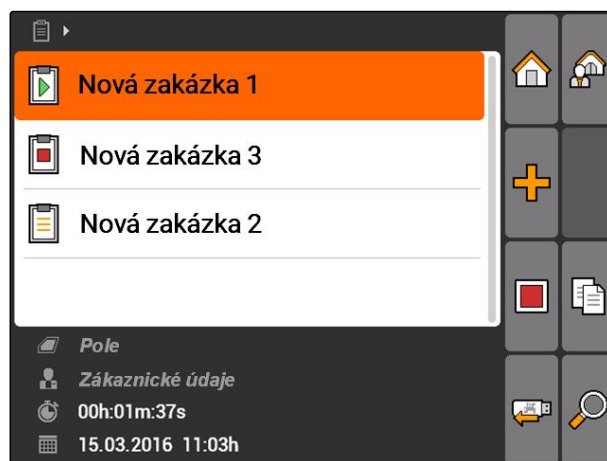 Nová zakázka 1
Nová zakázka 3
Nová zakázka 2
Pole
Zákaznické údaje
00h:01m:37s
15.03.2016 11:03h